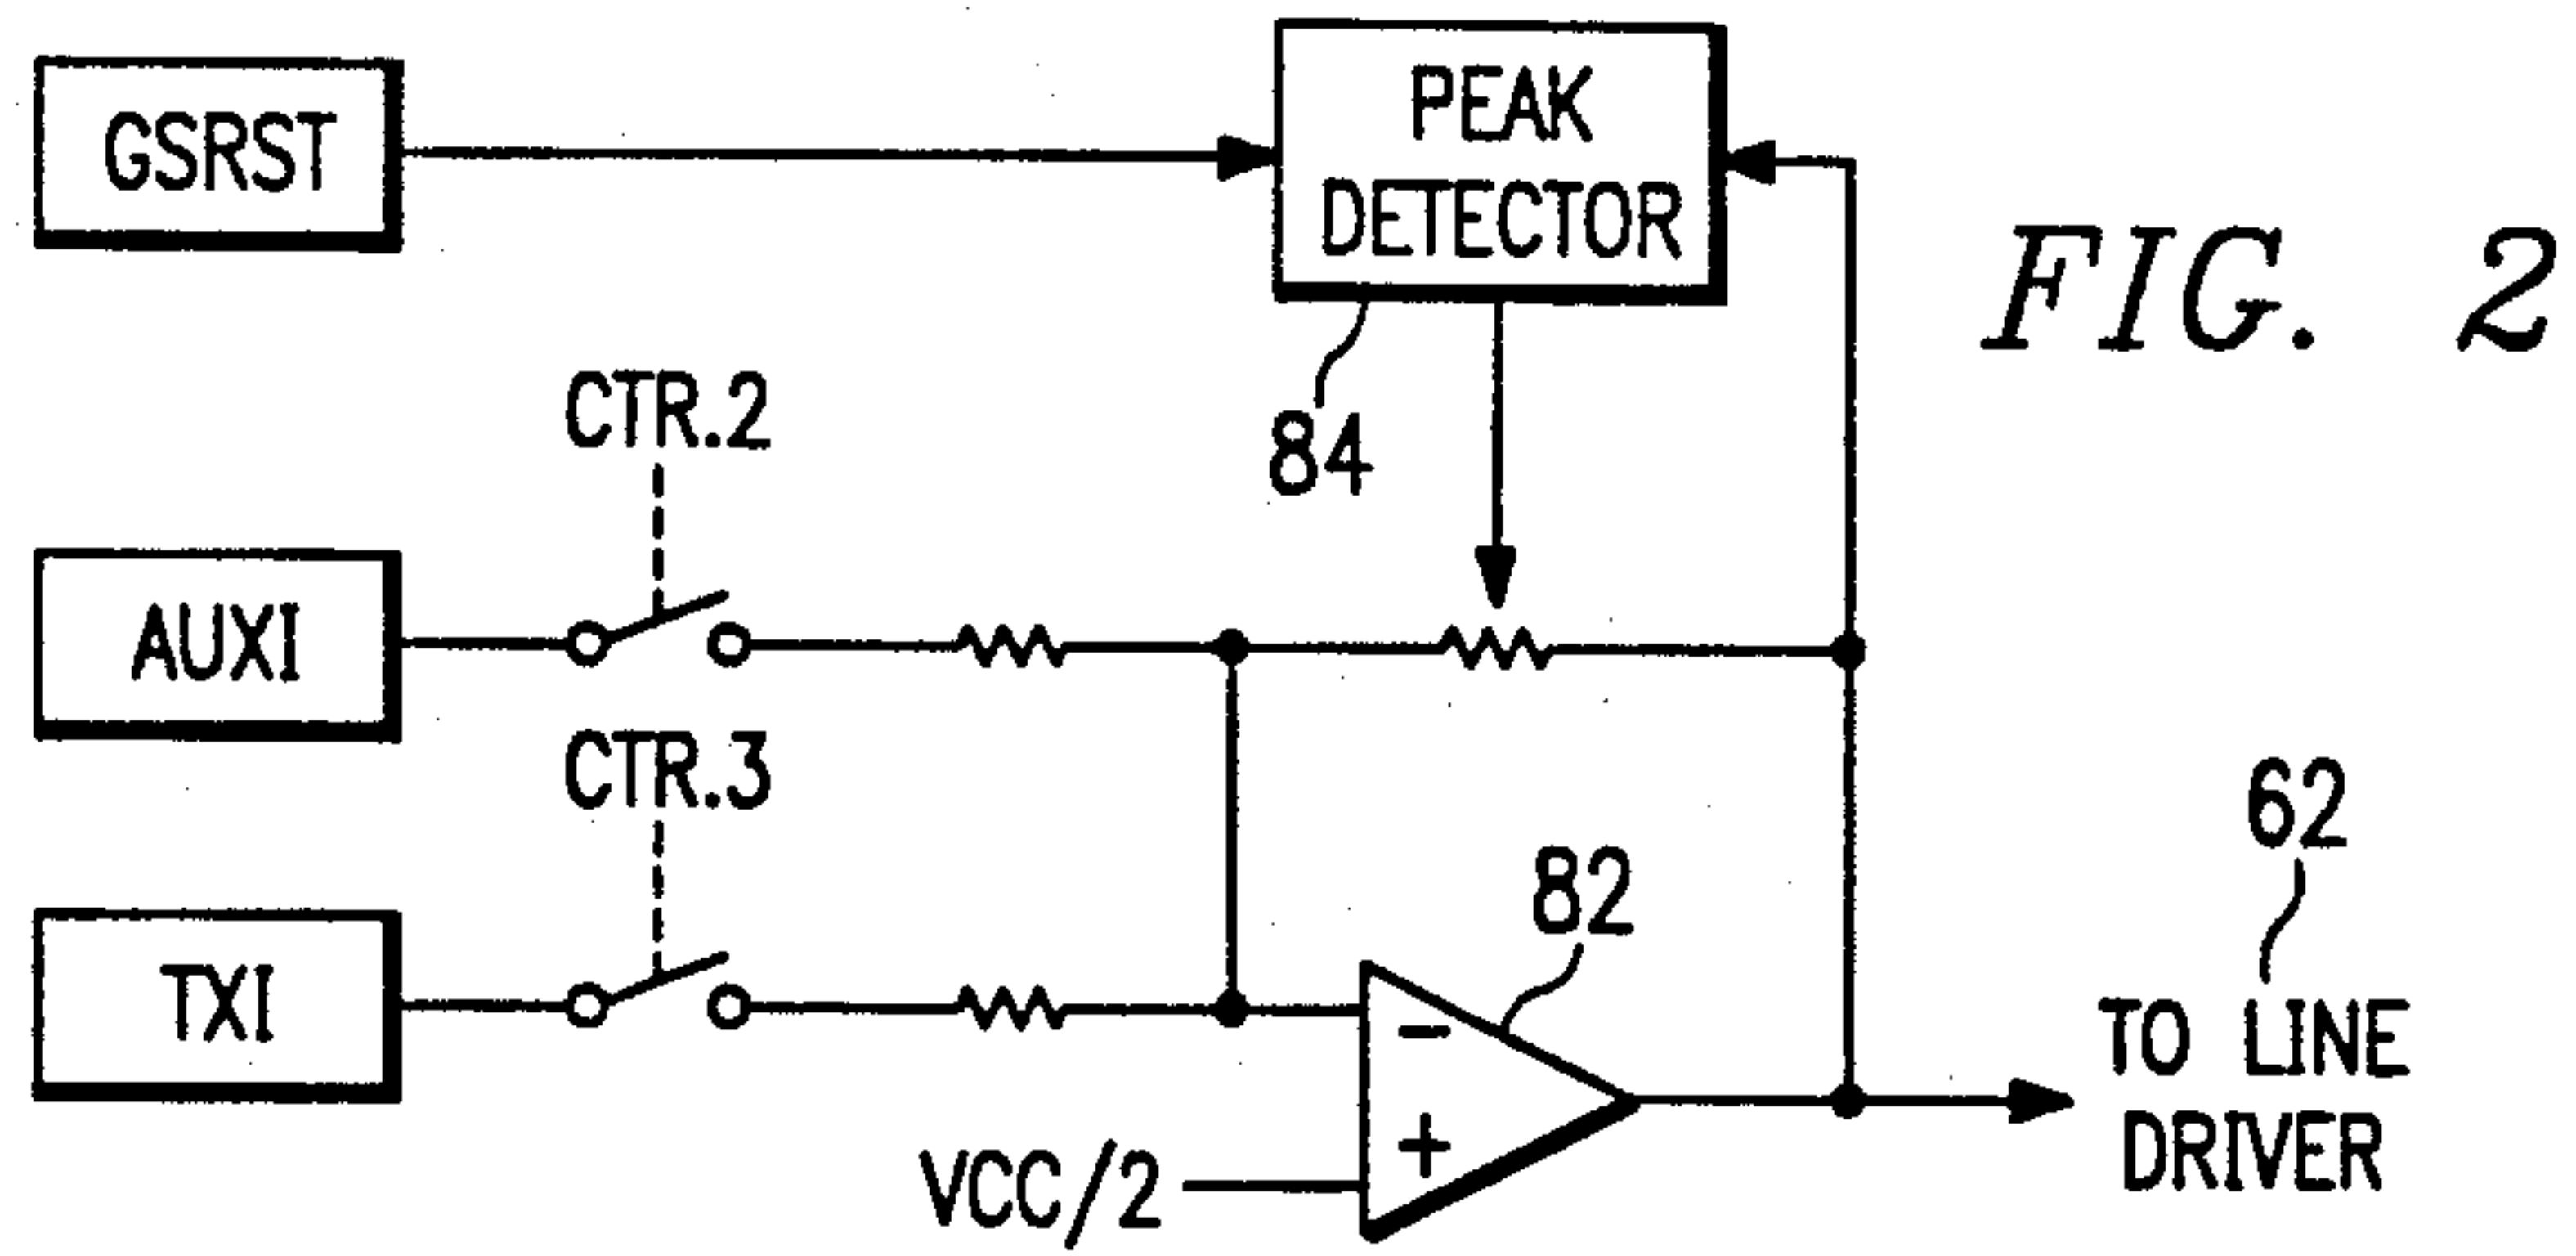 GSRST
PEAK
DETECTOR
FIG. 2
84
CTR.2
AUXI
CTR.3
TXI
82
62
-
+
VCC/2
TO LINE
DRIVER